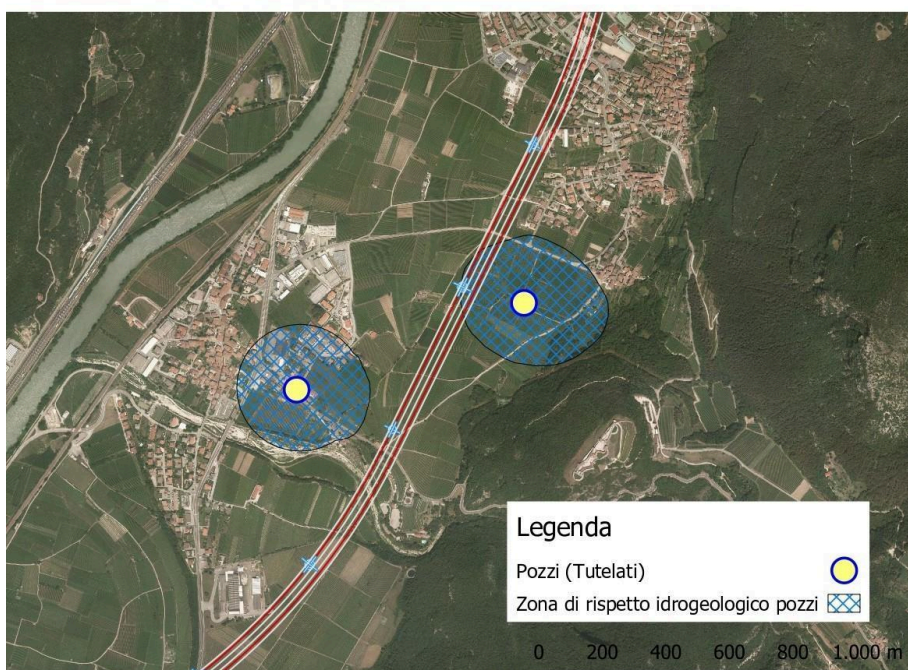 Legenda
Pozzi (Tutelati)
Zona di rispetto idrogeologico pozzi
0 200 400 600 800 1.000 m